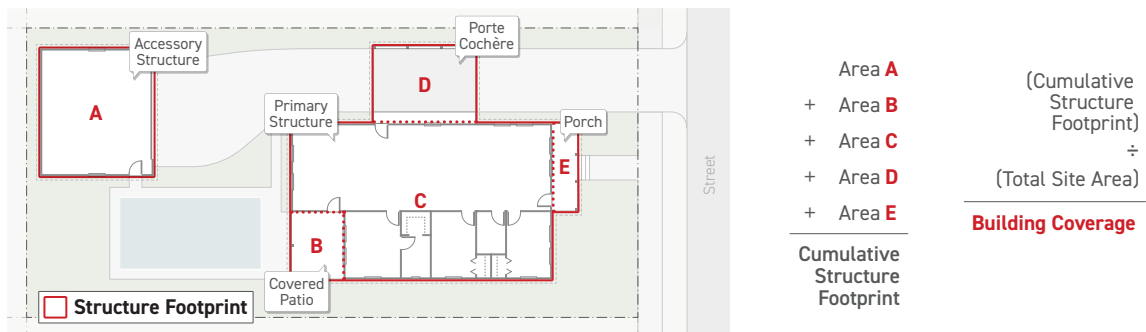 Accessory
Structure
Porte
Cochère
A
D
Primary
Structure
Porch
E
C
B
Covered
Patio
Street
Structure Footprint
Area A
+ Area B
+ Area C
+ Area D
+ Area E
Cumulative
Structure
Footprint
(Cumulative
Structure
Footprint)
÷
(Total Site Area)
Building Coverage